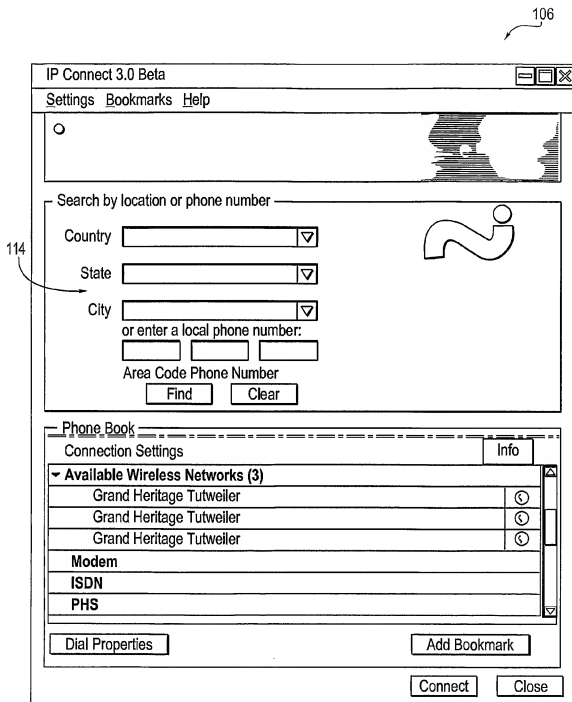 106
IP Connect 3.0 Beta
Settings Bookmarks Help
Search by location or phone number
Country
114
State
City
or enter a local phone number:
Area Code Phone Number
Find Clear
Phone Book
Connection Settings Info
Available Wireless Networks (3)
Grand Heritage Tutweiler
Grand Heritage Tutweiler
Grand Heritage Tutweiler
Modem
ISDN
PHS
Dial Properties Add Bookmark
Connect Close